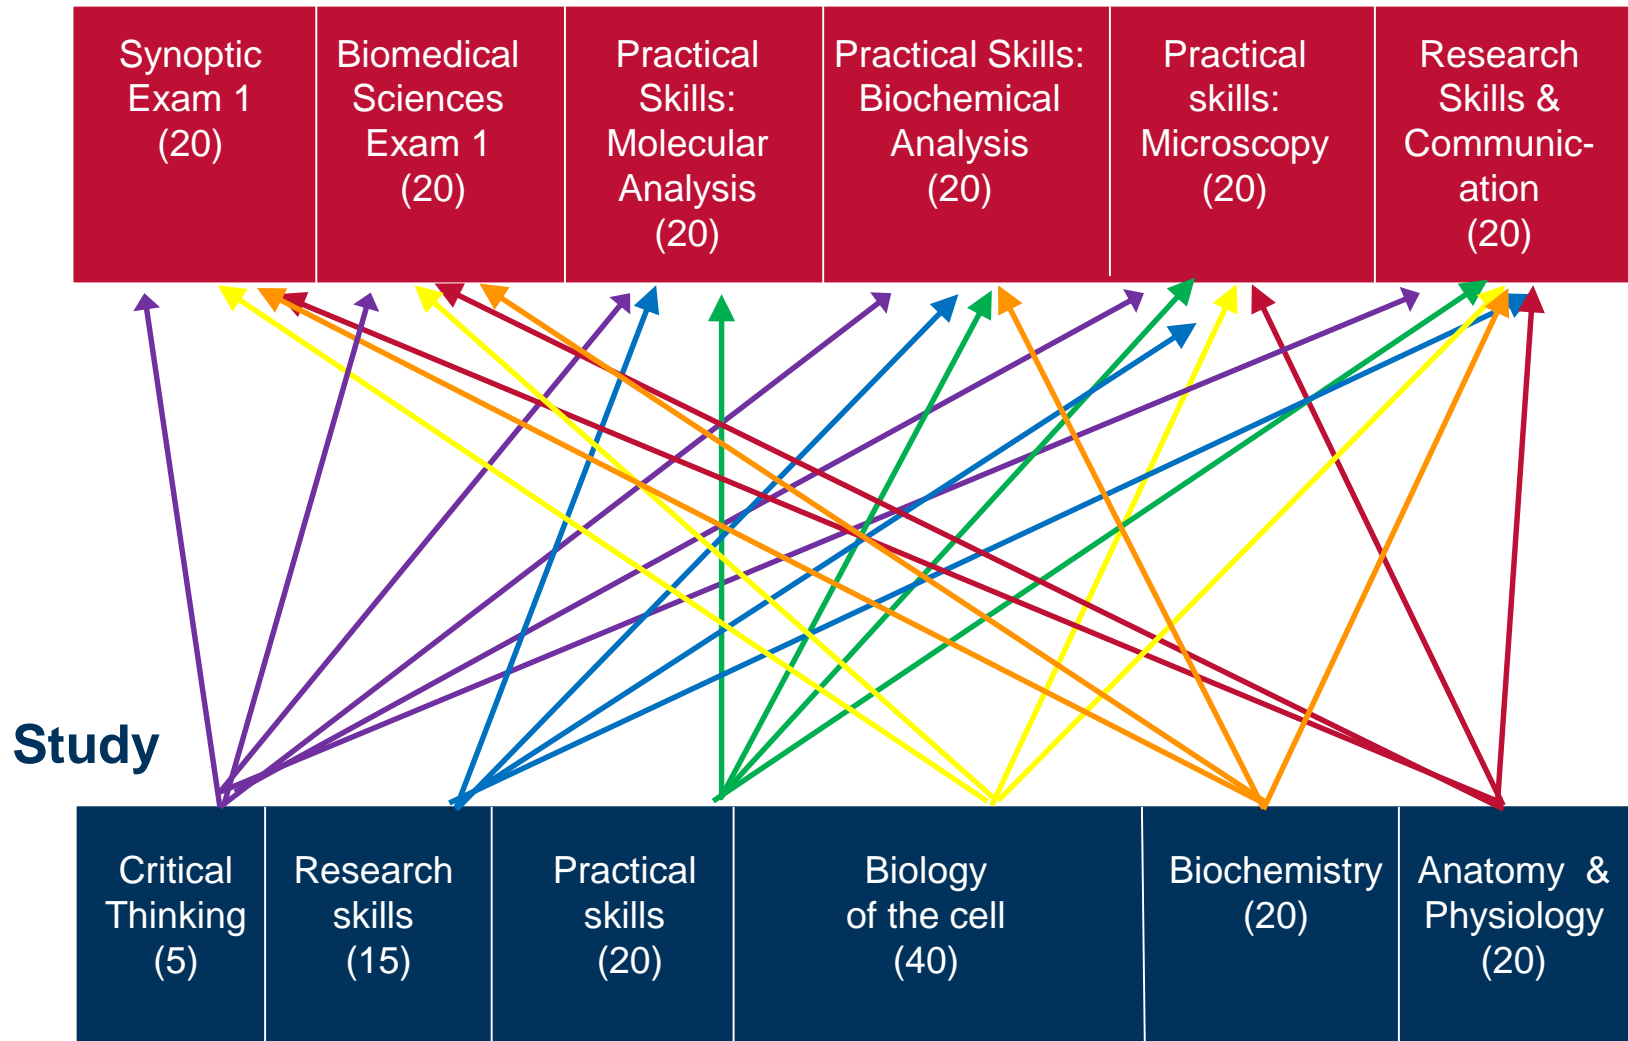 Synoptic
Exam 1
(20)
Biomedical
Sciences
Exam 1
(20)
Practical
Skills:
Molecular
Analysis
(20)
Practical Skills:
Biochemical
Analysis
(20)
Practical
skills:
Microscopy
(20)
Research
Skills &
Communic-
ation
(20)
Study
Critical
Thinking
(5)
Research
skills
(15)
Practical
skills
(20)
Biology
of the cell
(40)
Biochemistry
(20)
Anatomy &
Physiology
(20)